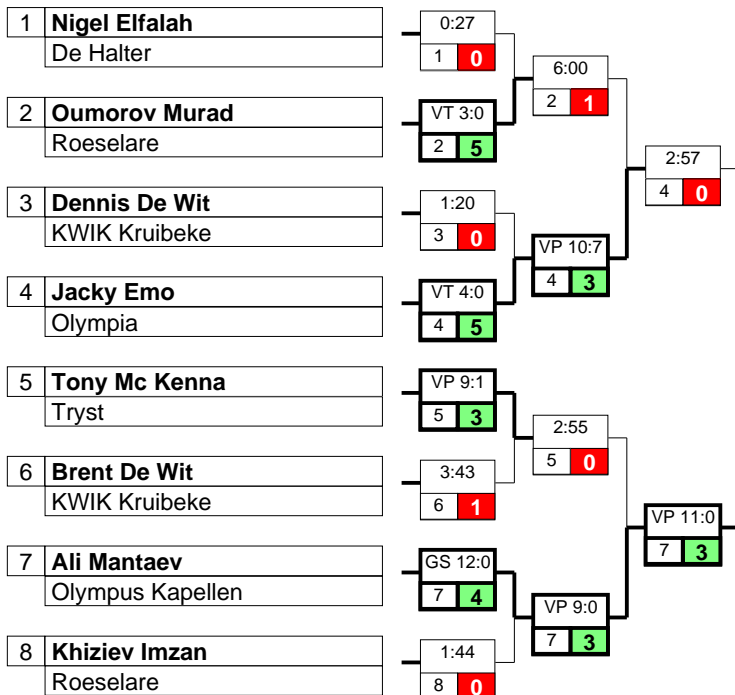 1 Nigel Elfalah
De Halter
2 Oumorov Murad
Roeselare
3 Dennis De Wit
KWIK Kruibeke
4 Jacky Emo
Olympia
5 Tony Mc Kenna
Tryst
6 Brent De Wit
KWIK Kruibeke
7 Ali Mantaev
Olympus Kapellen
8 Khiziev Imzan
Roeselare
0:27
1 0
VT 3:0
2 5
1:20
3 0
VT 4:0
4 5
VP 9:1
5 3
3:43
6 1
GS 12:0
7 4
1:44
8 0
6:00
2 1
VP 10:7
4 3
2:55
5 0
VP 9:0
7 3
2:57
4 0
VP 11:0
7 3